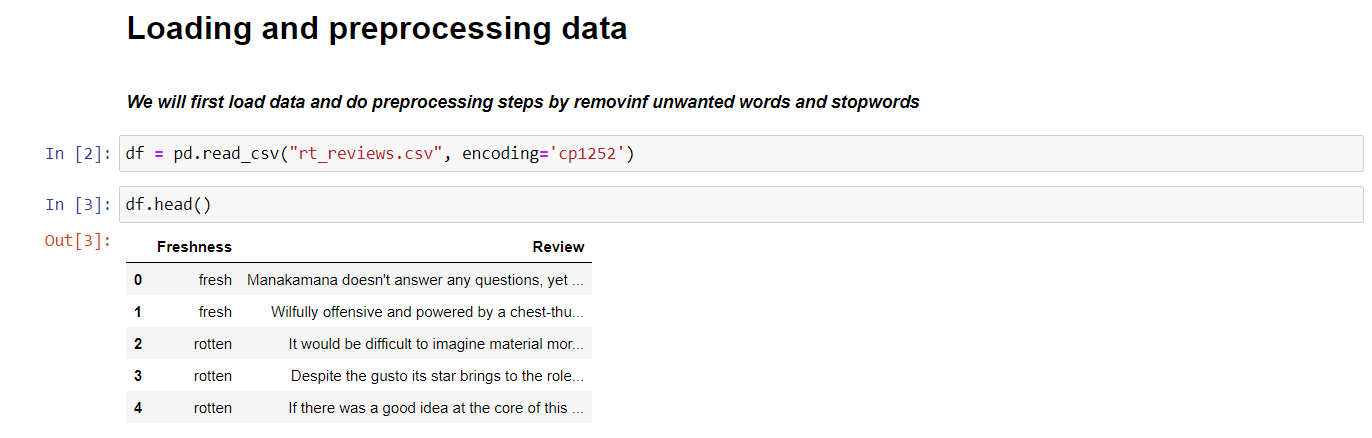 Loading and preprocessing data
We will first load data and do preprocessing steps by removinf unwanted words and stopwords
In [2]: df = pd.read_csv("rt_reviews.csv", encoding='cp1252')
In [3]: df.head()
Out[3]:
Freshness Review
0 fresh Manakamana doesn't answer any questions, yet ...
1 fresh Wilfully offensive and powered by a chest-thu...
2 rotten It would be difficult to imagine material mor...
3 rotten Despite the gusto its star brings to the role...
4 rotten If there was a good idea at the core of this ...